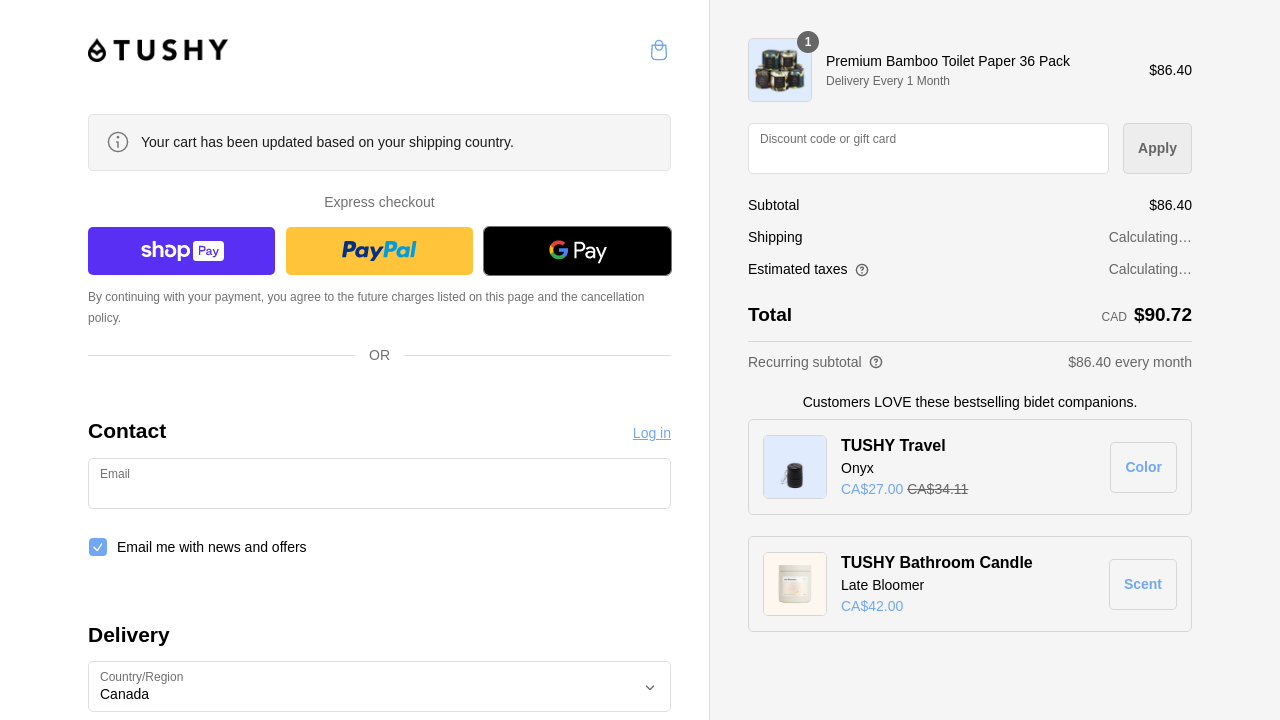 TUSHY
Your cart has been updated based on your shipping country.
Express checkout
shop Pay
PayPal
G Pay
By continuing with your payment, you agree to the future charges listed on this page and the cancellation
policy.
OR
Contact
Log in
Email
Email me with news and offers
Delivery
Country/Region
Canada
1
Premium Bamboo Toilet Paper 36 Pack
Delivery Every 1 Month
$86.40
Discount code or gift card
Apply
Subtotal
$86.40
Shipping
Calculating…
Estimated taxes
Calculating…
Total
CAD $90.72
Recurring subtotal
$86.40 every month
Customers LOVE these bestselling bidet companions.
TUSHY Travel
Onyx
CA$27.00 CA$34.11
Color
TUSHY Bathroom Candle
Late Bloomer
CA$42.00
Scent